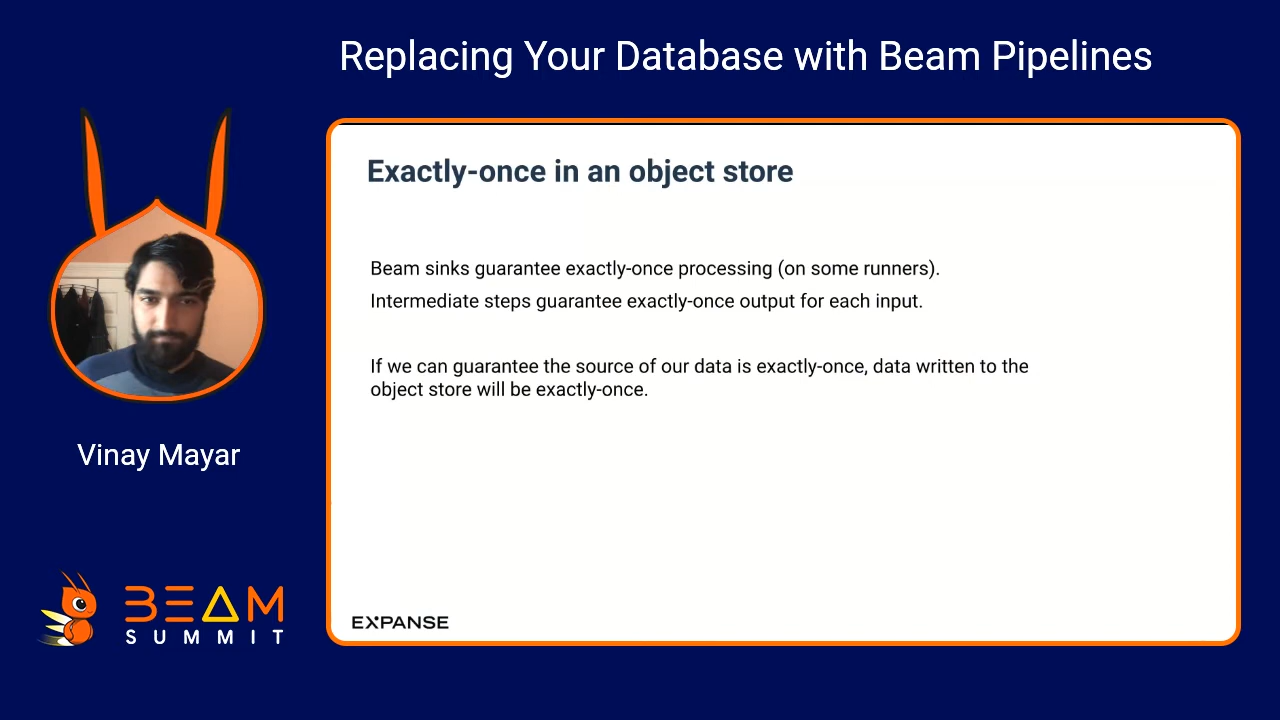 Replacing Your Database with Beam Pipelines
Exactly-once in an object store
Beam sinks guarantee exactly-once processing (on some runners).
Intermediate steps guarantee exactly-once output for each input.
If we can guarantee the source of our data is exactly-once, data written to the
object store will be exactly-once.
Vinay Mayar
BEAM
SUMMIT
EXPANSE